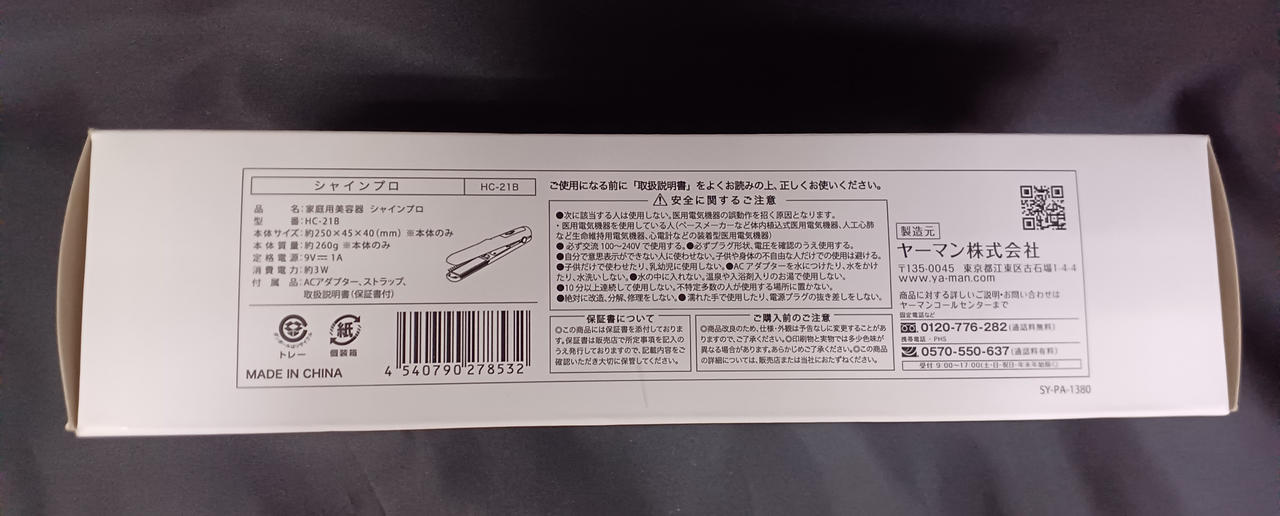 シャインプロ HC-21B
品名:家庭用美容器 シャインプロ
型番:HC-21B
本体サイズ:約250×45×40(mm) ※本体のみ
本体質量:約260g ※本体のみ
定格電源:9V⎓1A
消費電力:約3W
付属品:ACアダプター、ストラップ、
取扱説明書(保証書付)
ダンボールはリサイクル
トレー
紙
個装箱
MADE IN CHINA
4 540790 278532
ご使用になる前に「取扱説明書」をよくお読みの上、正しくお使いください。
⚠安全に関するご注意
●次に該当する人は使用しない。医用電気機器の誤動作を招く原因となります。
・医用電気機器を使用している人(ペースメーカーなど体内植込式医用電気機器、人工心肺
など生命維持用電気機器、心電計などの装着型医用電気機器)
●必ず交流100〜240Vで使用する。●必ずプラグ形状、電圧を確認のうえ使用する。
●自分で意思表示ができない人に使わせない。子供や身体の不自由な人だけでの使用は避ける。
●子供だけで使わせたり、乳幼児に使用しない。●ACアダプターを水につけたり、水をかけ
たり、水洗いしない。●水の中に入れない。温泉や入浴剤入りのお湯で使用しない。
●10分以上連続して使用しない。不特定多数の人が使用する場所に置かない。
●絶対に改造、分解、修理をしない。●濡れた手で使用したり、電源プラグの抜き差しをしない。
保証書について
◎この商品には保証書を添付しておりま
す。保証書は販売店で所定事項を記入の
うえ発行しておりますので、記載内容をご
確認いただき大切に保管してください。
ご購入前のご注意
◎商品改良のため、仕様・外観は予告なしに変更することがあ
りますので、ご了承ください。◎印刷物と実物では多少色味が
異なる場合があります。あらかじめご了承ください。◎この商品
の詳細については、販売店または当社におたずねください。
製造元
ヤーマン株式会社
〒135-0045 東京都江東区古石場1-4-4
www.ya-man.com
商品に対する詳しいご説明・お問い合わせは
ヤーマンコールセンターまで
固定電話など
0120-776-282(通話料無料)
携帯電話・PHS
0570-550-637(通話料有料)
受付 9:00〜17:00(土・日・祝日・年末年始除く)
SY-PA-1380